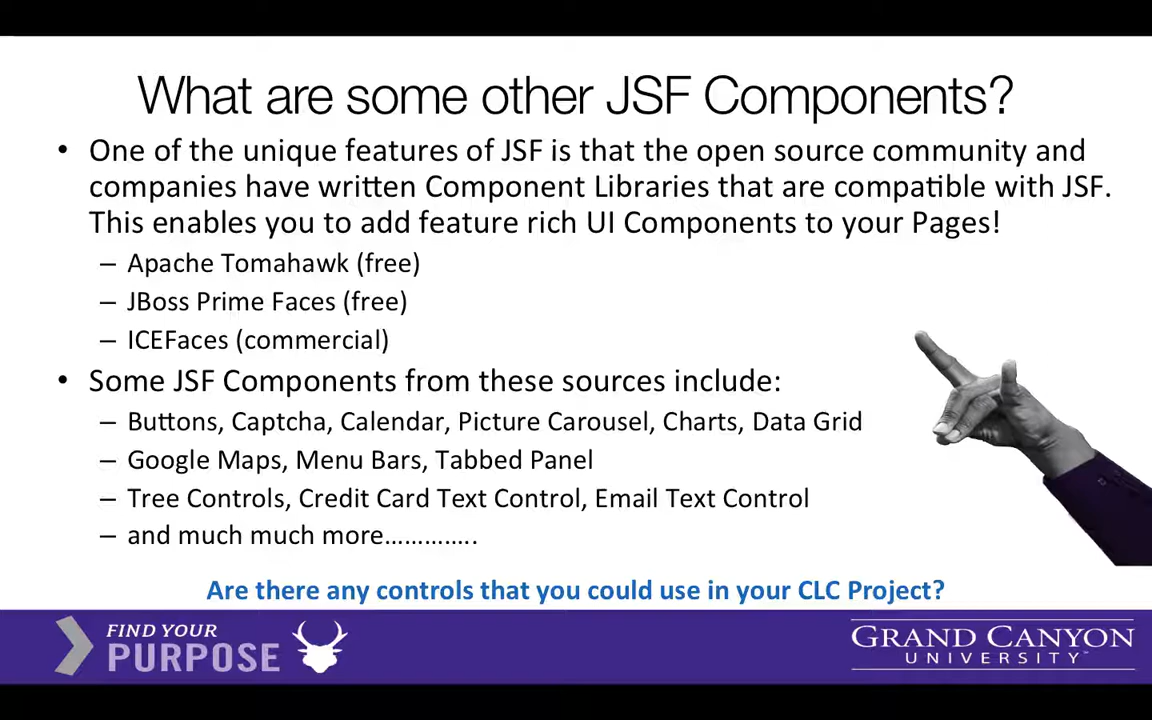 What are some other JSF Components?
• One of the unique features of JSF is that the open source community and
companies have written Component Libraries that are compatible with JSF.
This enables you to add feature rich UI Components to your Pages!
– Apache Tomahawk (free)
– JBoss Prime Faces (free)
– ICEFaces (commercial)
• Some JSF Components from these sources include:
– Buttons, Captcha, Calendar, Picture Carousel, Charts, Data Grid
– Google Maps, Menu Bars, Tabbed Panel
– Tree Controls, Credit Card Text Control, Email Text Control
– and much much more…………..
Are there any controls that you could use in your CLC Project?
FIND YOUR
PURPOSE
GRAND CANYON
UNIVERSITY™